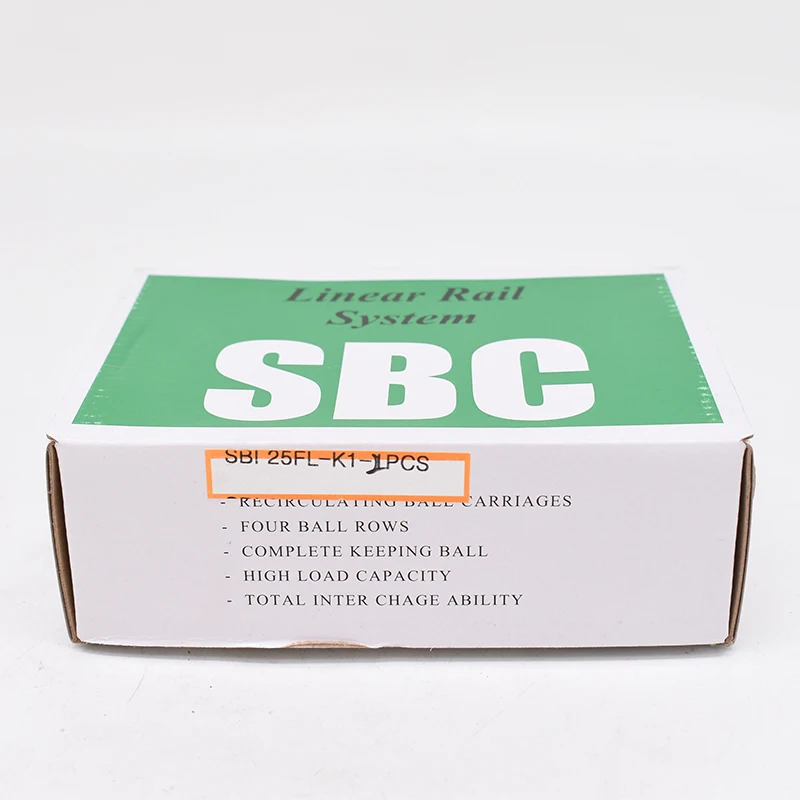 Linear Rail
System
SBC
SBI 25FL-K1-1PCS
- RECIRCULATING BALL CARRIAGES
- FOUR BALL ROWS
- COMPLETE KEEPING BALL
- HIGH LOAD CAPACITY
- TOTAL INTER CHAGE ABILITY